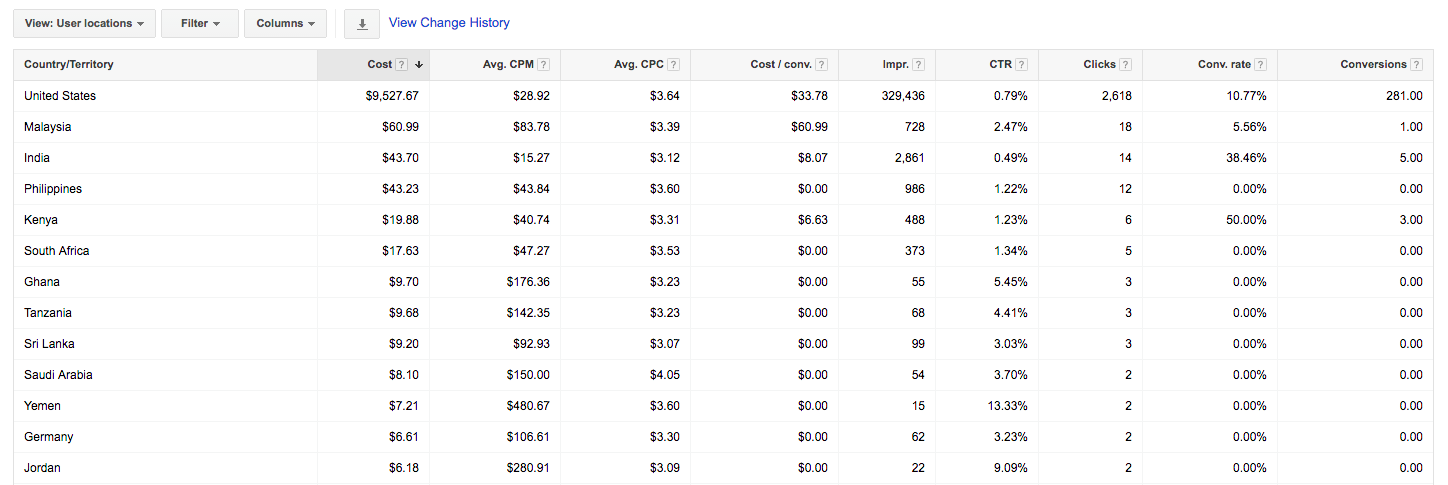 View: User locations Filter Columns View Change History
Country/Territory Cost ? Avg. CPM ? Avg. CPC ? Cost / conv. ? Impr. ? CTR ? Clicks ? Conv. rate ? Conversions ?
United States $9,527.67 $28.92 $3.64 $33.78 329,436 0.79% 2,618 10.77% 281.00
Malaysia $60.99 $83.78 $3.39 $60.99 728 2.47% 18 5.56% 1.00
India $43.70 $15.27 $3.12 $8.07 2,861 0.49% 14 38.46% 5.00
Philippines $43.23 $43.84 $3.60 $0.00 986 1.22% 12 0.00% 0.00
Kenya $19.88 $40.74 $3.31 $6.63 488 1.23% 6 50.00% 3.00
South Africa $17.63 $47.27 $3.53 $0.00 373 1.34% 5 0.00% 0.00
Ghana $9.70 $176.36 $3.23 $0.00 55 5.45% 3 0.00% 0.00
Tanzania $9.68 $142.35 $3.23 $0.00 68 4.41% 3 0.00% 0.00
Sri Lanka $9.20 $92.93 $3.07 $0.00 99 3.03% 3 0.00% 0.00
Saudi Arabia $8.10 $150.00 $4.05 $0.00 54 3.70% 2 0.00% 0.00
Yemen $7.21 $480.67 $3.60 $0.00 15 13.33% 2 0.00% 0.00
Germany $6.61 $106.61 $3.30 $0.00 62 3.23% 2 0.00% 0.00
Jordan $6.18 $280.91 $3.09 $0.00 22 9.09% 2 0.00% 0.00